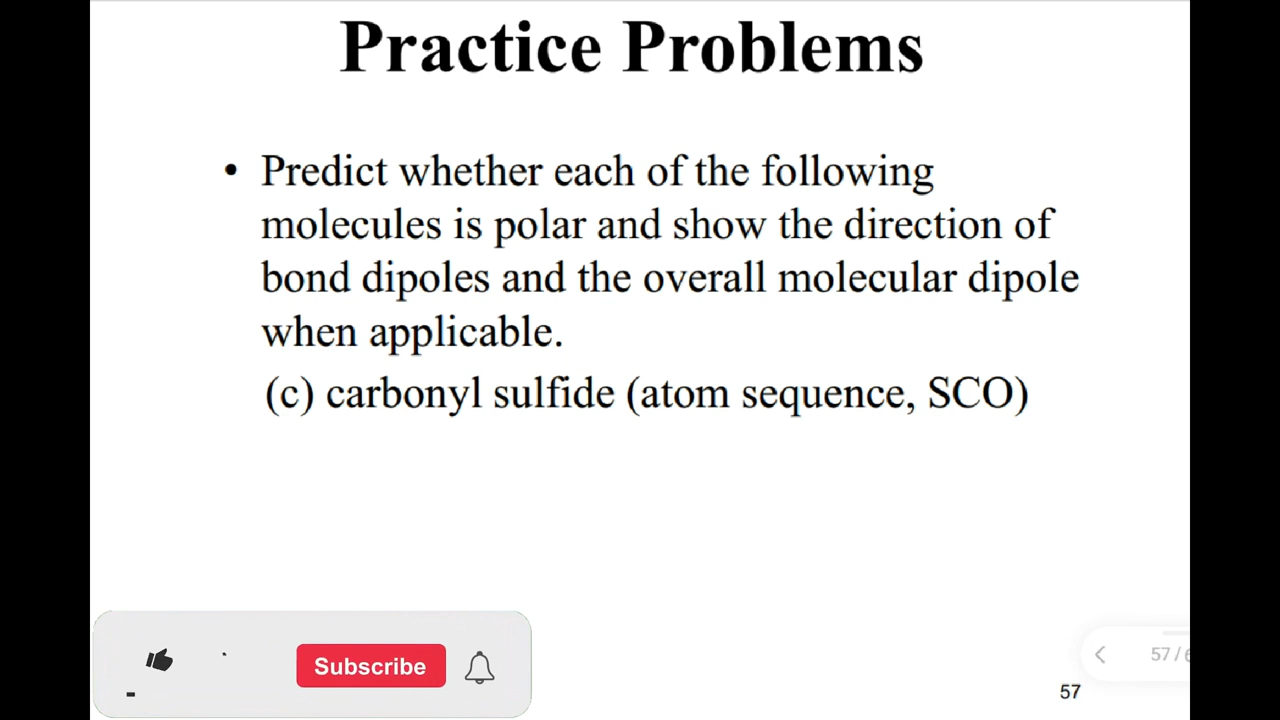 Practice Problems
• Predict whether each of the following
molecules is polar and show the direction of
bond dipoles and the overall molecular dipole
when applicable.
(c) carbonyl sulfide (atom sequence, SCO)
Subscribe
57 /
57